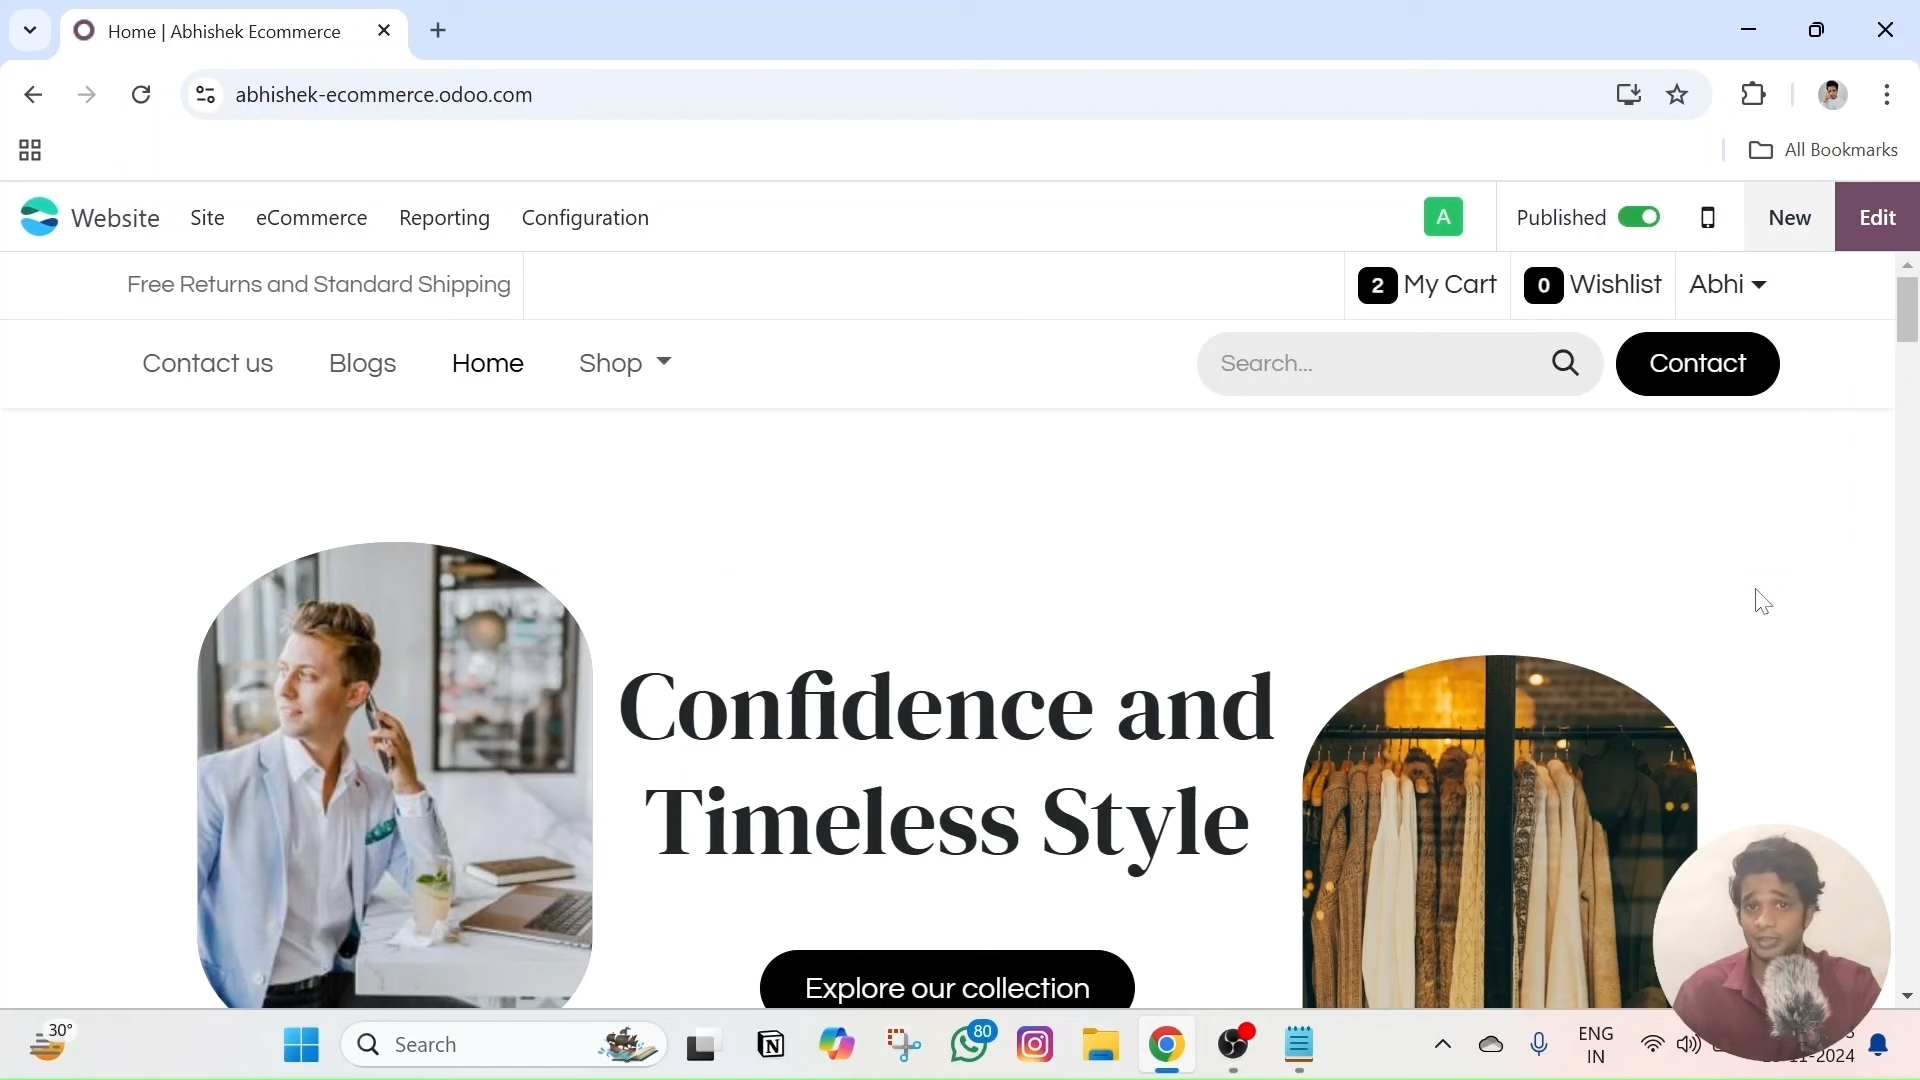 Home | Abhishek Ecommerce
abhishek-ecommerce.odoo.com
All Bookmarks
Website Site eCommerce Reporting Configuration A Published New Edit
Free Returns and Standard Shipping 2 My Cart 0 Wishlist Abhi
Contact us Blogs Home Shop Search... Contact
Confidence and
Timeless Style
Explore our collection
30°
Search
80
ENG
IN
-2024